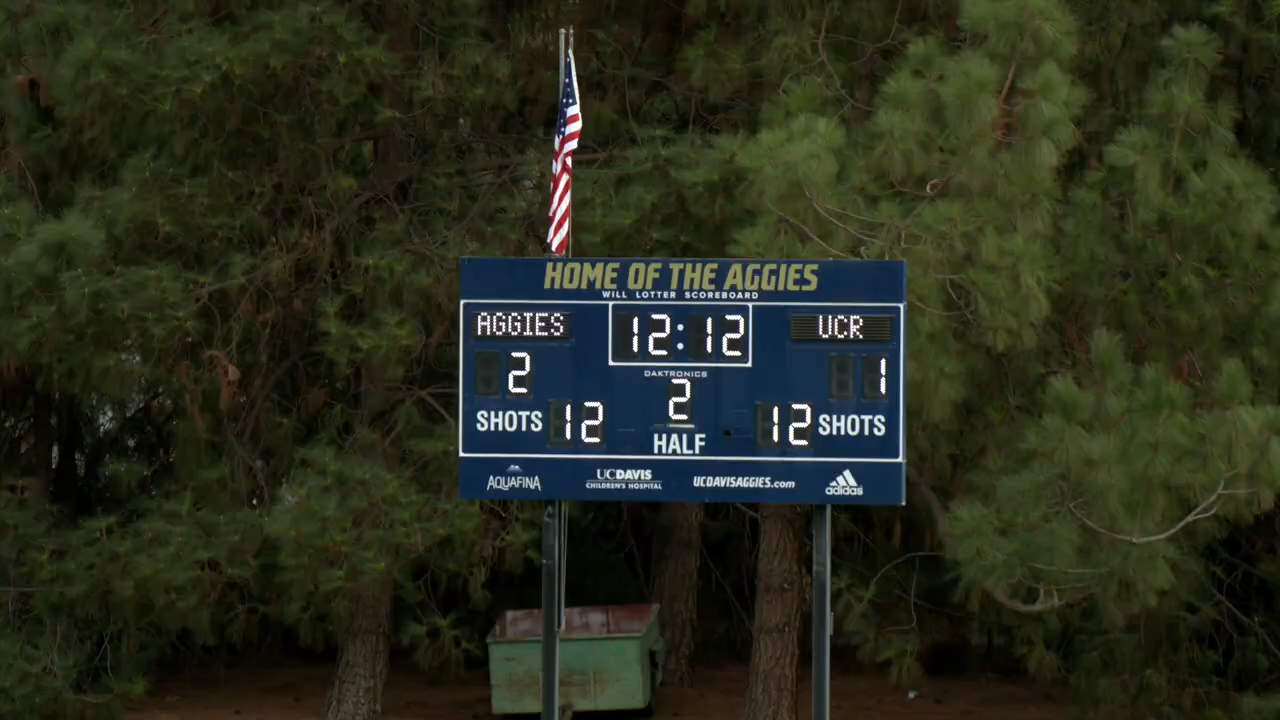 HOME OF THE AGGIES
WILL LOTTER SCOREBOARD
AGGIES 12:12 UCR
2 DAKTRONICS 1
2
SHOTS 12 12 SHOTS
HALF
AQUAFINA UCDAVIS CHILDREN'S HOSPITAL UCDAVISAGGIES.com adidas